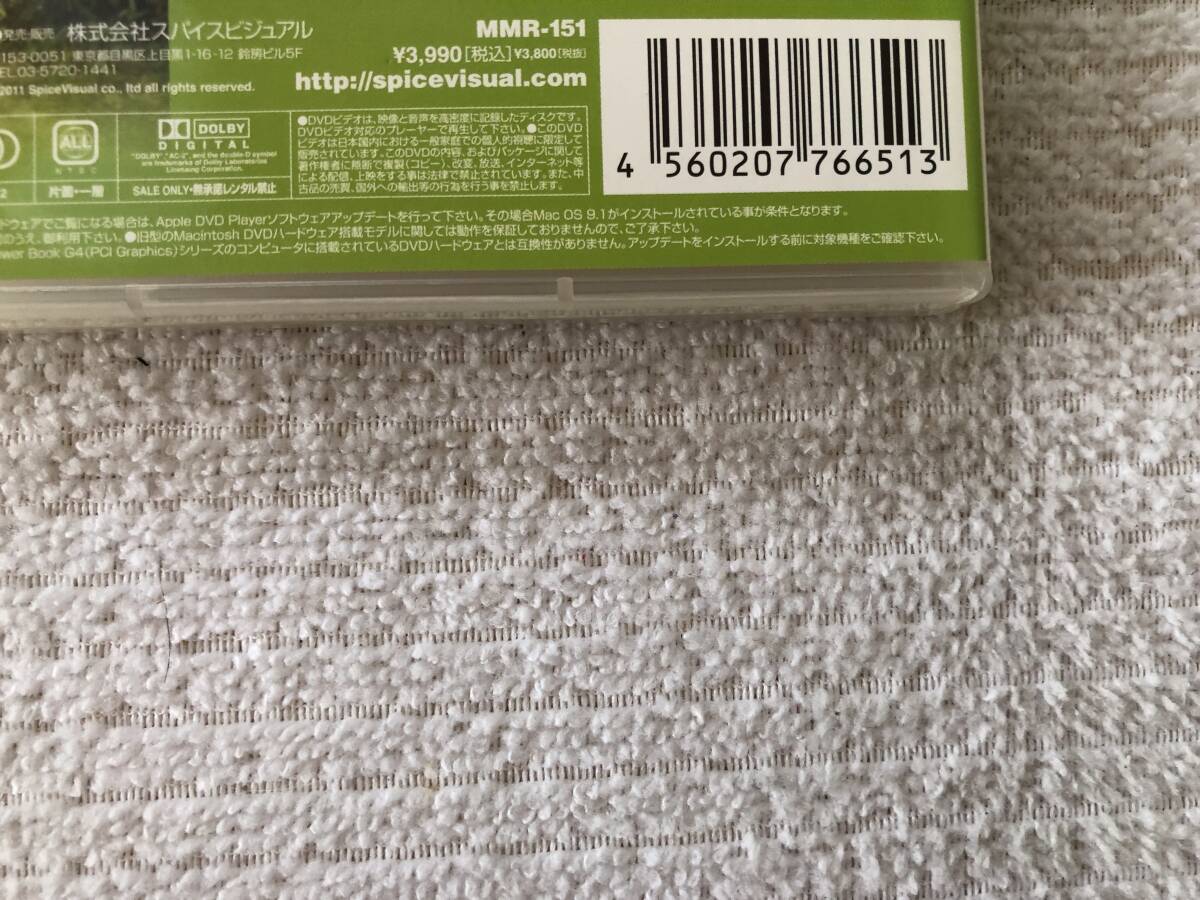 発売・販売 株式会社スパイスビジュアル
153-0051 東京都目黒区上目黒1-16-12 鈴房ビル5F
TEL 03-5720-1441
2011 SpiceVisual co., ltd all rights reserved.
MMR-151
¥3,990[税込] ¥3,800[税抜]
http://spicevisual.com
ALL
NTSC
DOLBY
DIGITAL
"DOLBY", "AC-3", and the double-D symbol
are trademarks of Dolby Laboratories
Licensing Corporation.
片面・一層
SALE ONLY・無承諾レンタル禁止
●DVDビデオは、映像と音声を高密度に記録したディスクです。
DVDビデオ対応のプレーヤーで再生して下さい。●このDVD
ビデオは日本国内における一般家庭での個人的視聴に限定して
販売されています。このDVDの内容、およびパッケージに関して
著作権者に無断で複製(コピー)、改変、放送、インターネット等
による配信、上映をする事は法律で禁止されています。また、中
古品の売買、国外への輸出等の行為を行う事を禁止します。
4 560207 766513
ウェアでご覧になる場合は、Apple DVD Playerソフトウェアアップデートを行って下さい。その場合Mac OS 9.1がインストールされている事が条件となります。
のうえ、御利用下さい。●旧型のMacintosh DVDハードウェア搭載モデルに関しては動作を保証しておりませんので、ご了承下さい。
wer Book G4(PCI Graphics)シリーズのコンピュータに搭載されているDVDハードウェアとは互換性がありません。アップデートをインストールする前に対象機種をご確認下さい。